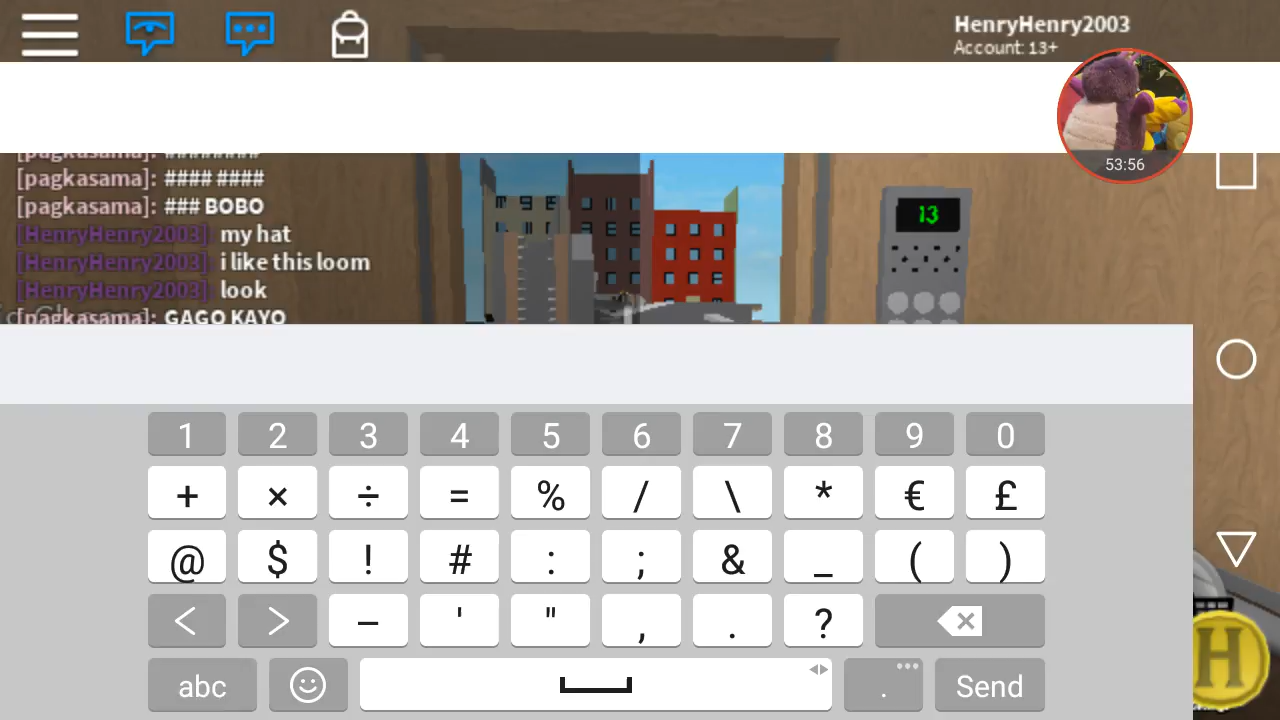 HenryHenry2003
Account: 13+
53:56
[pagkasama]: ########
[pagkasama]: #### ####
[pagkasama]: ### BOBO
[HenryHenry2003]: my hat
[HenryHenry2003]: i like this loom
[HenryHenry2003]: look
[pagkasama]: GAGO KAYO
13
1 2 3 4 5 6 7 8 9 0
+ × ÷ = % / \ * € £
@ $ ! # : ; & _ ( )
< > – ' " , . ?
abc . Send
H